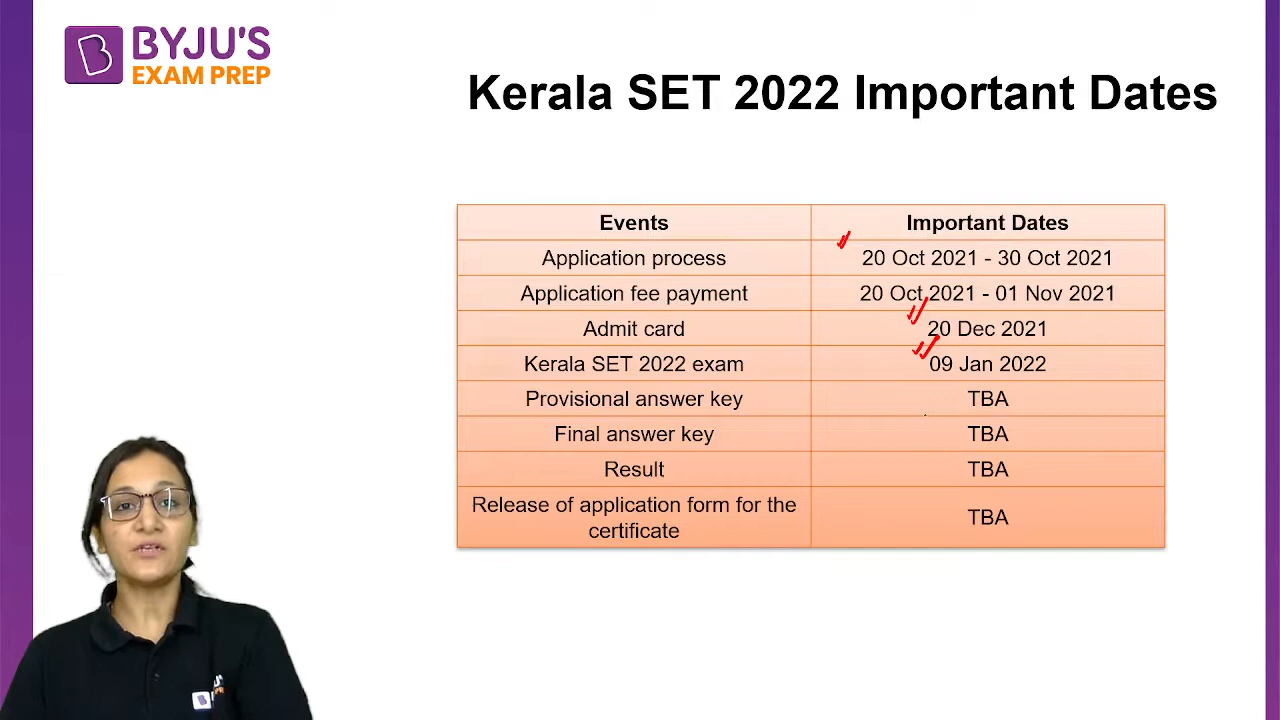 BYJU'S
EXAM PREP
Kerala SET 2022 Important Dates
Events Important Dates
Application process 20 Oct 2021 - 30 Oct 2021
Application fee payment 20 Oct 2021 - 01 Nov 2021
Admit card 20 Dec 2021
Kerala SET 2022 exam 09 Jan 2022
Provisional answer key TBA
Final answer key TBA
Result TBA
Release of application form for the
certificate TBA